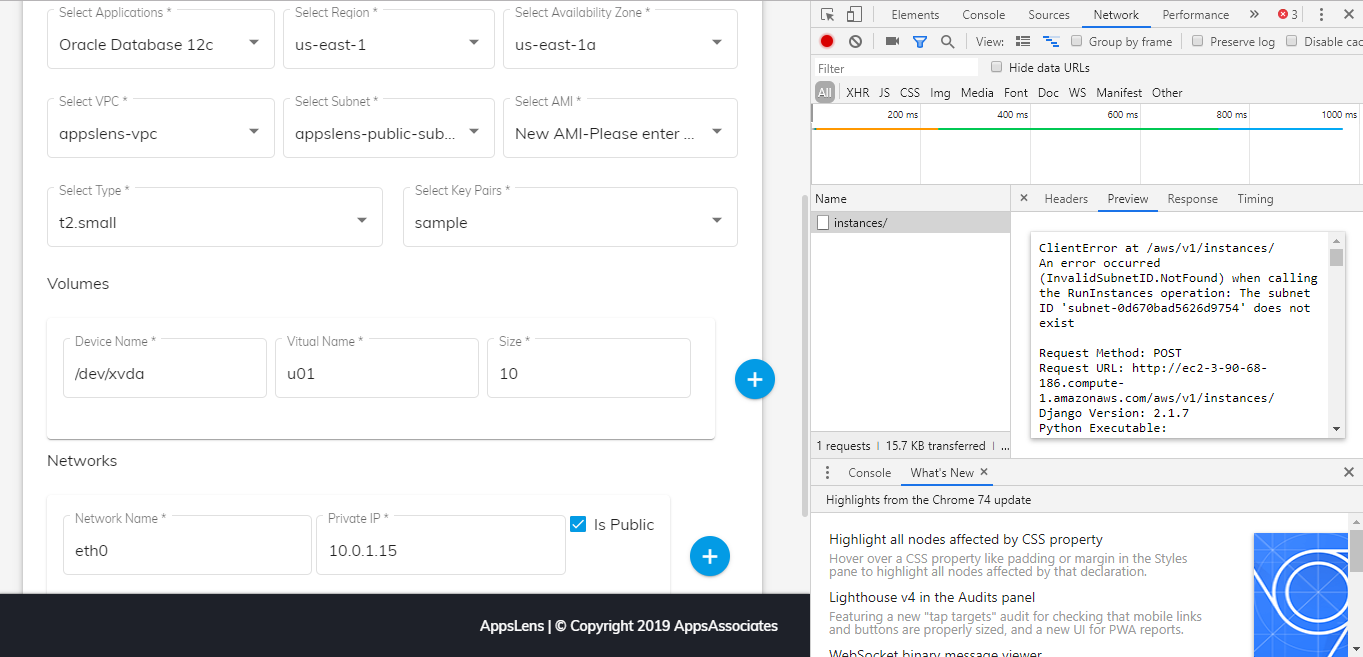 Select Applications *
Select Region *
Select Availability Zone *
Oracle Database 12c
us-east-1
us-east-1a
Select VPC *
Select Subnet *
Select AMI *
appslens-vpc
appslens-public-sub...
New AMI-Please enter ...
Select Type *
Select Key Pairs *
t2.small
sample
Volumes
Device Name *
Vitual Name *
Size *
/dev/xvda
u01
10
Networks
Network Name *
Private IP *
Is Public
eth0
10.0.1.15
AppsLens | © Copyright 2019 AppsAssociates
Elements Console Sources Network Performance » 3
View: Group by frame Preserve log Disable cac
Filter Hide data URLs
All XHR JS CSS Img Media Font Doc WS Manifest Other
200 ms 400 ms 600 ms 800 ms 1000 ms
Name
Headers Preview Response Timing
instances/
ClientError at /aws/v1/instances/
An error occurred
(InvalidSubnetID.NotFound) when calling
the RunInstances operation: The subnet
ID 'subnet-0d670bad5626d9754' does not
exist
Request Method: POST
Request URL: http://ec2-3-90-68-
186.compute-
1.amazonaws.com/aws/v1/instances/
Django Version: 2.1.7
Python Executable:
1 requests 15.7 KB transferred ...
Console What's New
Highlights from the Chrome 74 update
Highlight all nodes affected by CSS property
Hover over a CSS property like padding or margin in the Styles
pane to highlight all nodes affected by that declaration.
Lighthouse v4 in the Audits panel
Featuring a new "tap targets" audit for checking that mobile links
and buttons are properly sized, and a new UI for PWA reports.
WebSocket binary message viewer